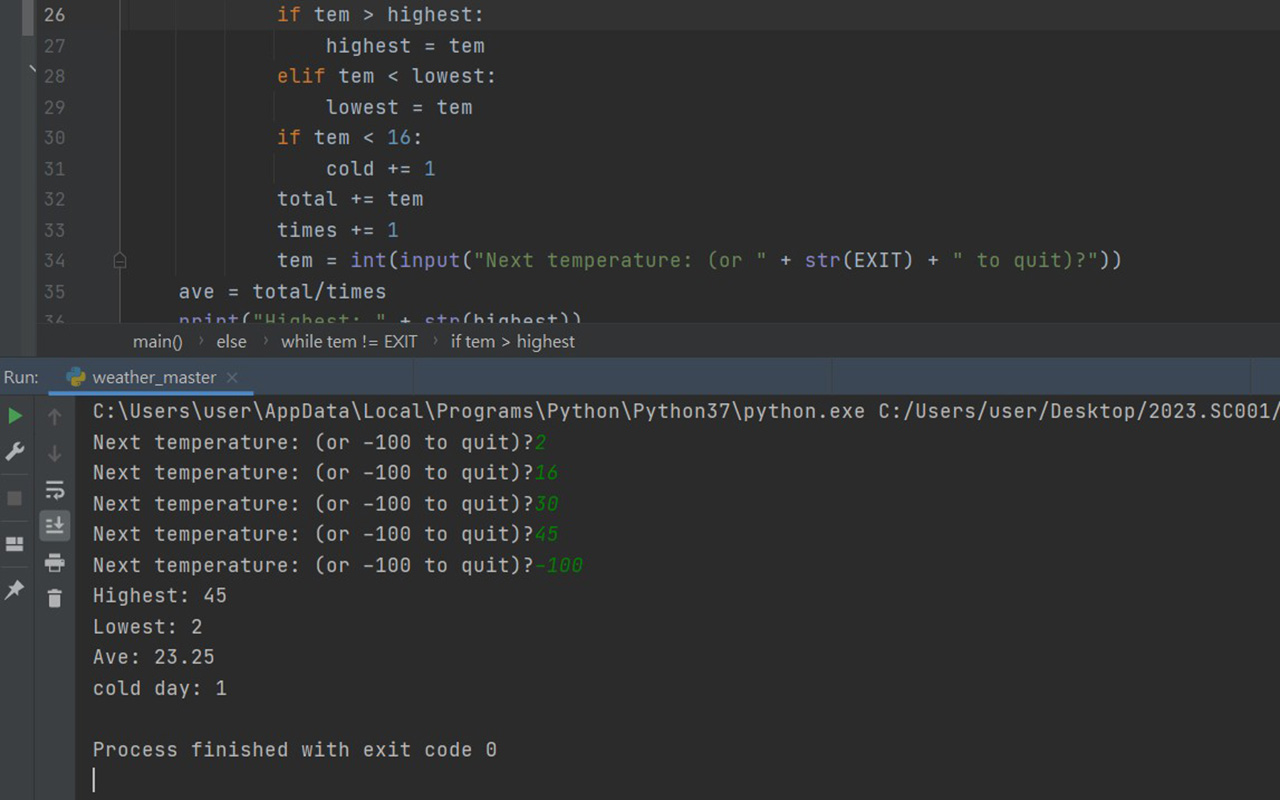 26 if tem > highest:
27 highest = tem
28 elif tem < lowest:
29 lowest = tem
30 if tem < 16:
31 cold += 1
32 total += tem
33 times += 1
34 tem = int(input("Next temperature: (or " + str(EXIT) + " to quit)?"))
35 ave = total/times
36 print("Highest: " + str(highest))
main() › else › while tem != EXIT › if tem > highest
Run: weather_master ×
C:\Users\user\AppData\Local\Programs\Python\Python37\python.exe C:/Users/user/Desktop/2023.SC001/
Next temperature: (or -100 to quit)?2
Next temperature: (or -100 to quit)?16
Next temperature: (or -100 to quit)?30
Next temperature: (or -100 to quit)?45
Next temperature: (or -100 to quit)?-100
Highest: 45
Lowest: 2
Ave: 23.25
cold day: 1
Process finished with exit code 0